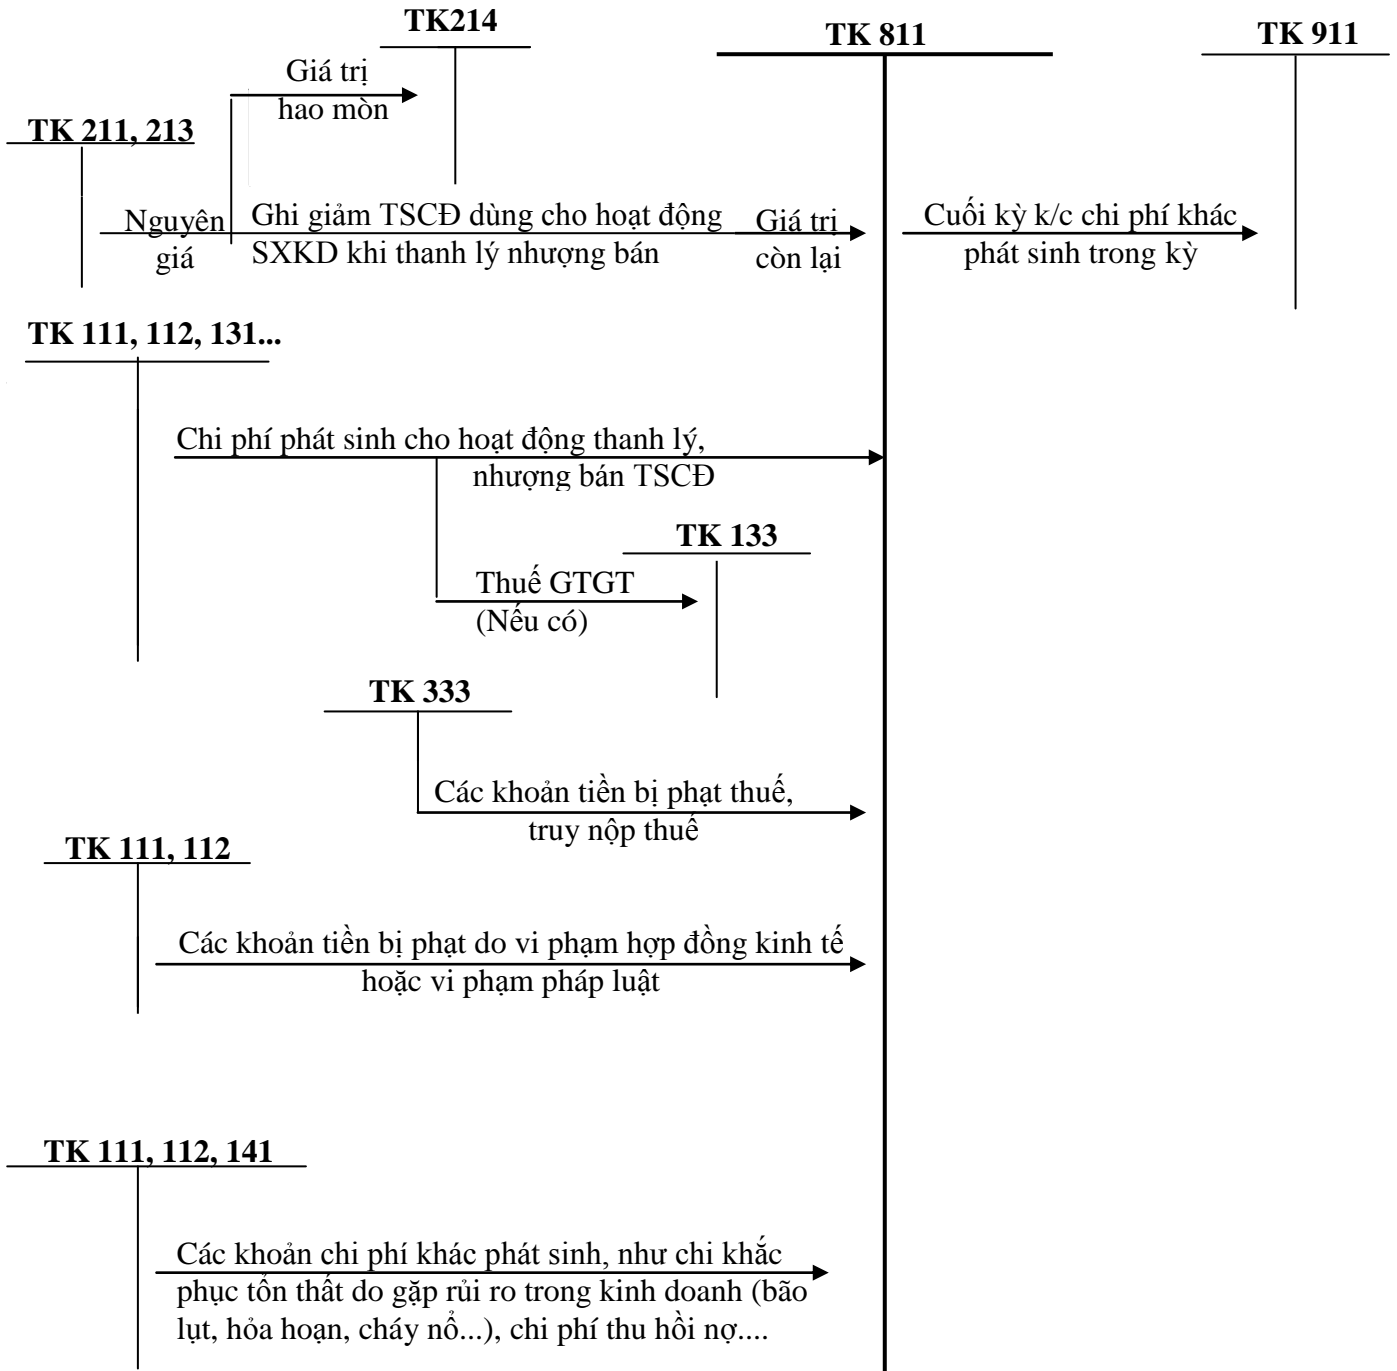 TK214
TK 811
TK 911
Giá trị
hao mòn
TK 211, 213
Nguyên
giá
Ghi giảm TSCĐ dùng cho hoạt động
SXKD khi thanh lý nhượng bán
Giá trị
còn lại
Cuối kỳ k/c chi phí khác
phát sinh trong kỳ
TK 111, 112, 131...
Chi phí phát sinh cho hoạt động thanh lý,
nhượng bán TSCĐ
TK 133
Thuế GTGT
(Nếu có)
TK 333
Các khoản tiền bị phạt thuế,
truy nộp thuế
TK 111, 112
Các khoản tiền bị phạt do vi phạm hợp đồng kinh tế
hoặc vi phạm pháp luật
TK 111, 112, 141
Các khoản chi phí khác phát sinh, như chi khắc
phục tổn thất do gặp rủi ro trong kinh doanh (bão
lụt, hỏa hoạn, cháy nổ...), chi phí thu hồi nợ....